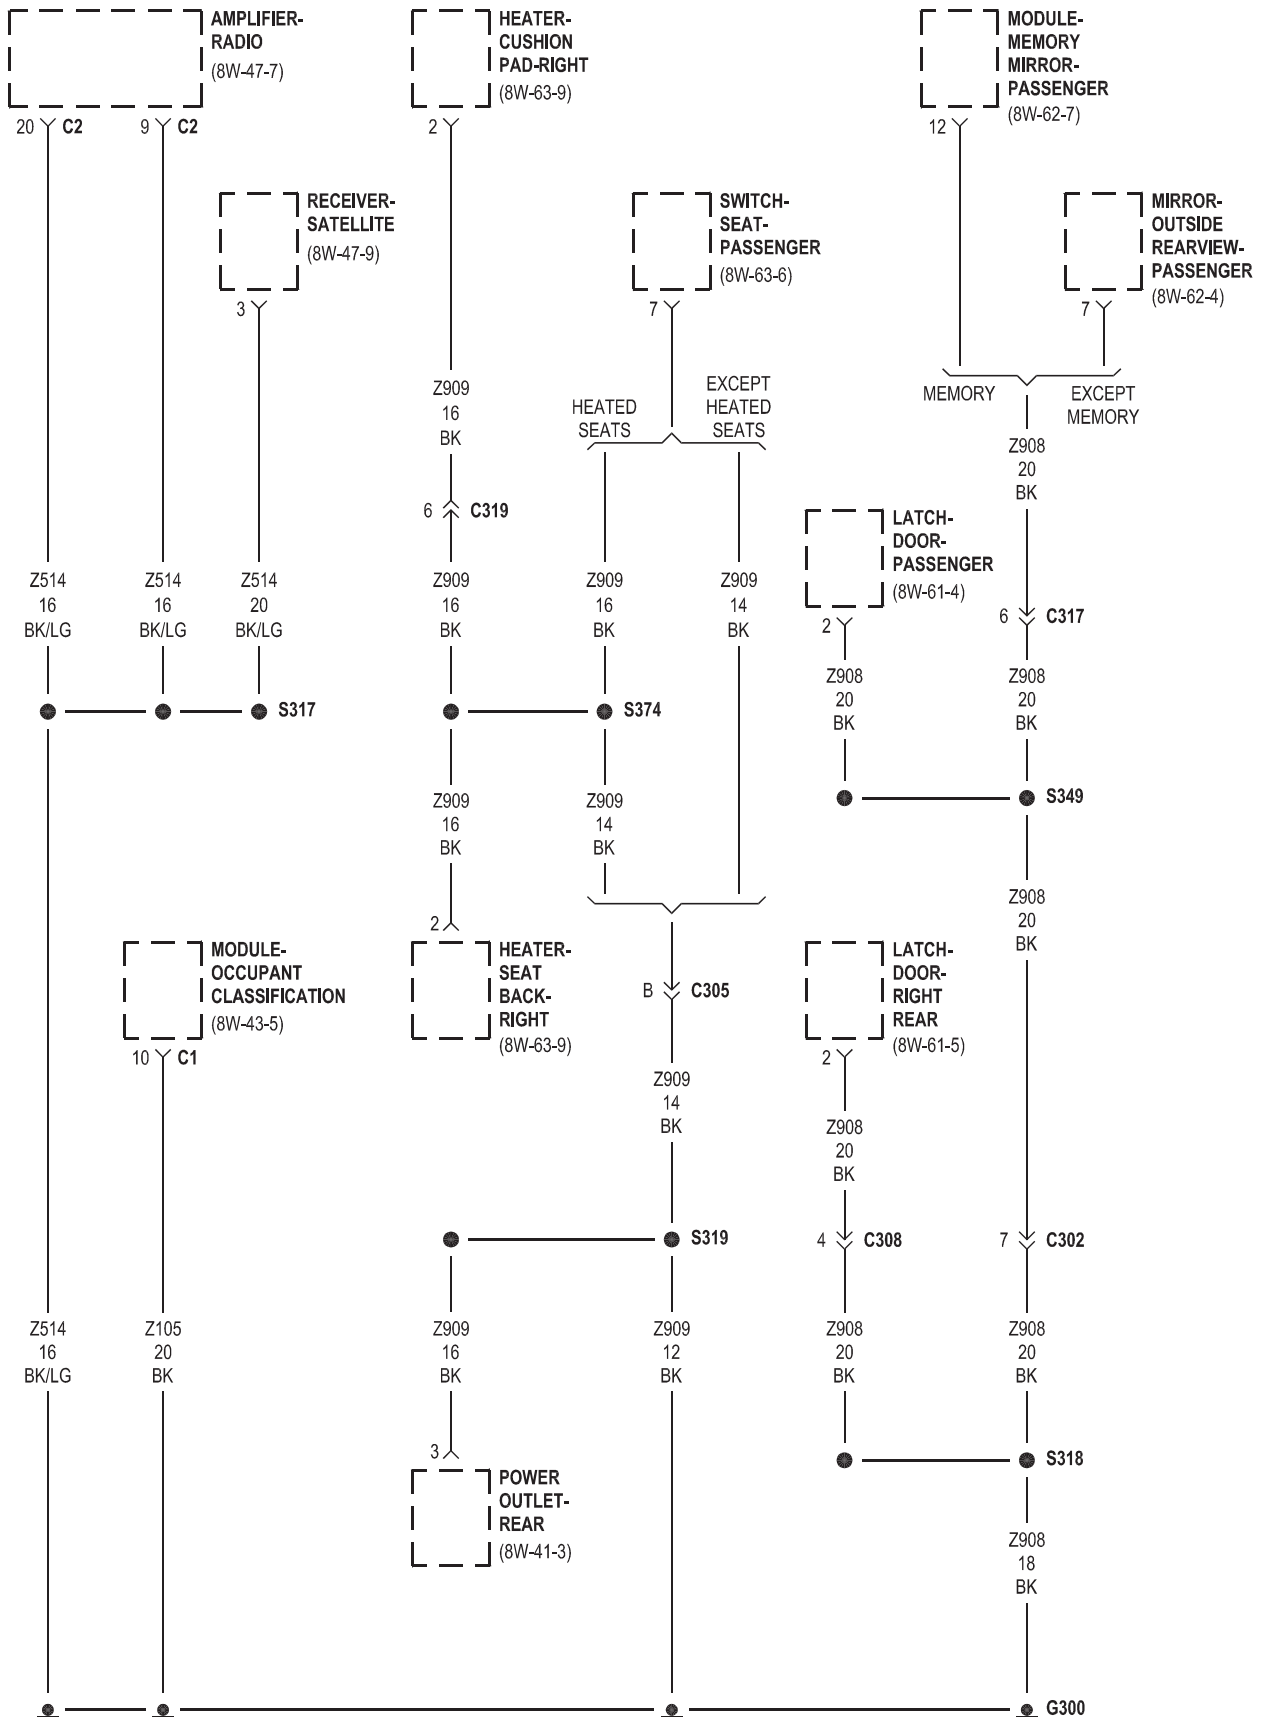 AMPLIFIER-
RADIO
(8W-47-7)
20 C2
9 C2
HEATER-
CUSHION
PAD-RIGHT
(8W-63-9)
2
MODULE-
MEMORY
MIRROR-
PASSENGER
(8W-62-7)
12
RECEIVER-
SATELLITE
(8W-47-9)
3
SWITCH-
SEAT-
PASSENGER
(8W-63-6)
7
MIRROR-
OUTSIDE
REARVIEW-
PASSENGER
(8W-62-4)
7
Z909
16
BK
HEATED
SEATS
EXCEPT
HEATED
SEATS
MEMORY
EXCEPT
MEMORY
Z908
20
BK
6 C319
LATCH-
DOOR-
PASSENGER
(8W-61-4)
2
6 C317
Z514
16
BK/LG
Z514
16
BK/LG
Z514
20
BK/LG
Z909
16
BK
Z909
16
BK
Z909
14
BK
Z908
20
BK
Z908
20
BK
S317
S374
S349
Z909
16
BK
Z909
14
BK
Z908
20
BK
2
MODULE-
OCCUPANT
CLASSIFICATION
(8W-43-5)
10 C1
HEATER-
SEAT
BACK-
RIGHT
(8W-63-9)
B C305
LATCH-
DOOR-
RIGHT
REAR
(8W-61-5)
2
Z909
14
BK
Z908
20
BK
S319
4 C308
7 C302
Z514
16
BK/LG
Z105
20
BK
Z909
16
BK
Z909
12
BK
Z908
20
BK
Z908
20
BK
3
POWER
OUTLET-
REAR
(8W-41-3)
S318
Z908
18
BK
G300